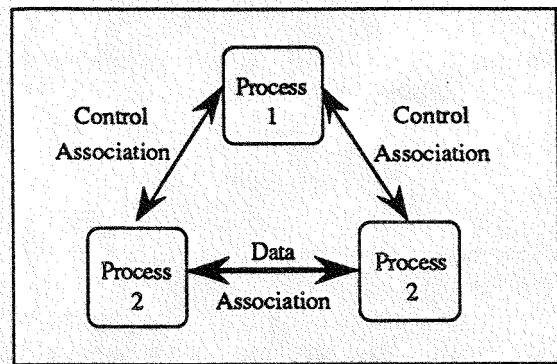 Process
1
Control
Association
Control
Association
Process
2
Data
Association
Process
2